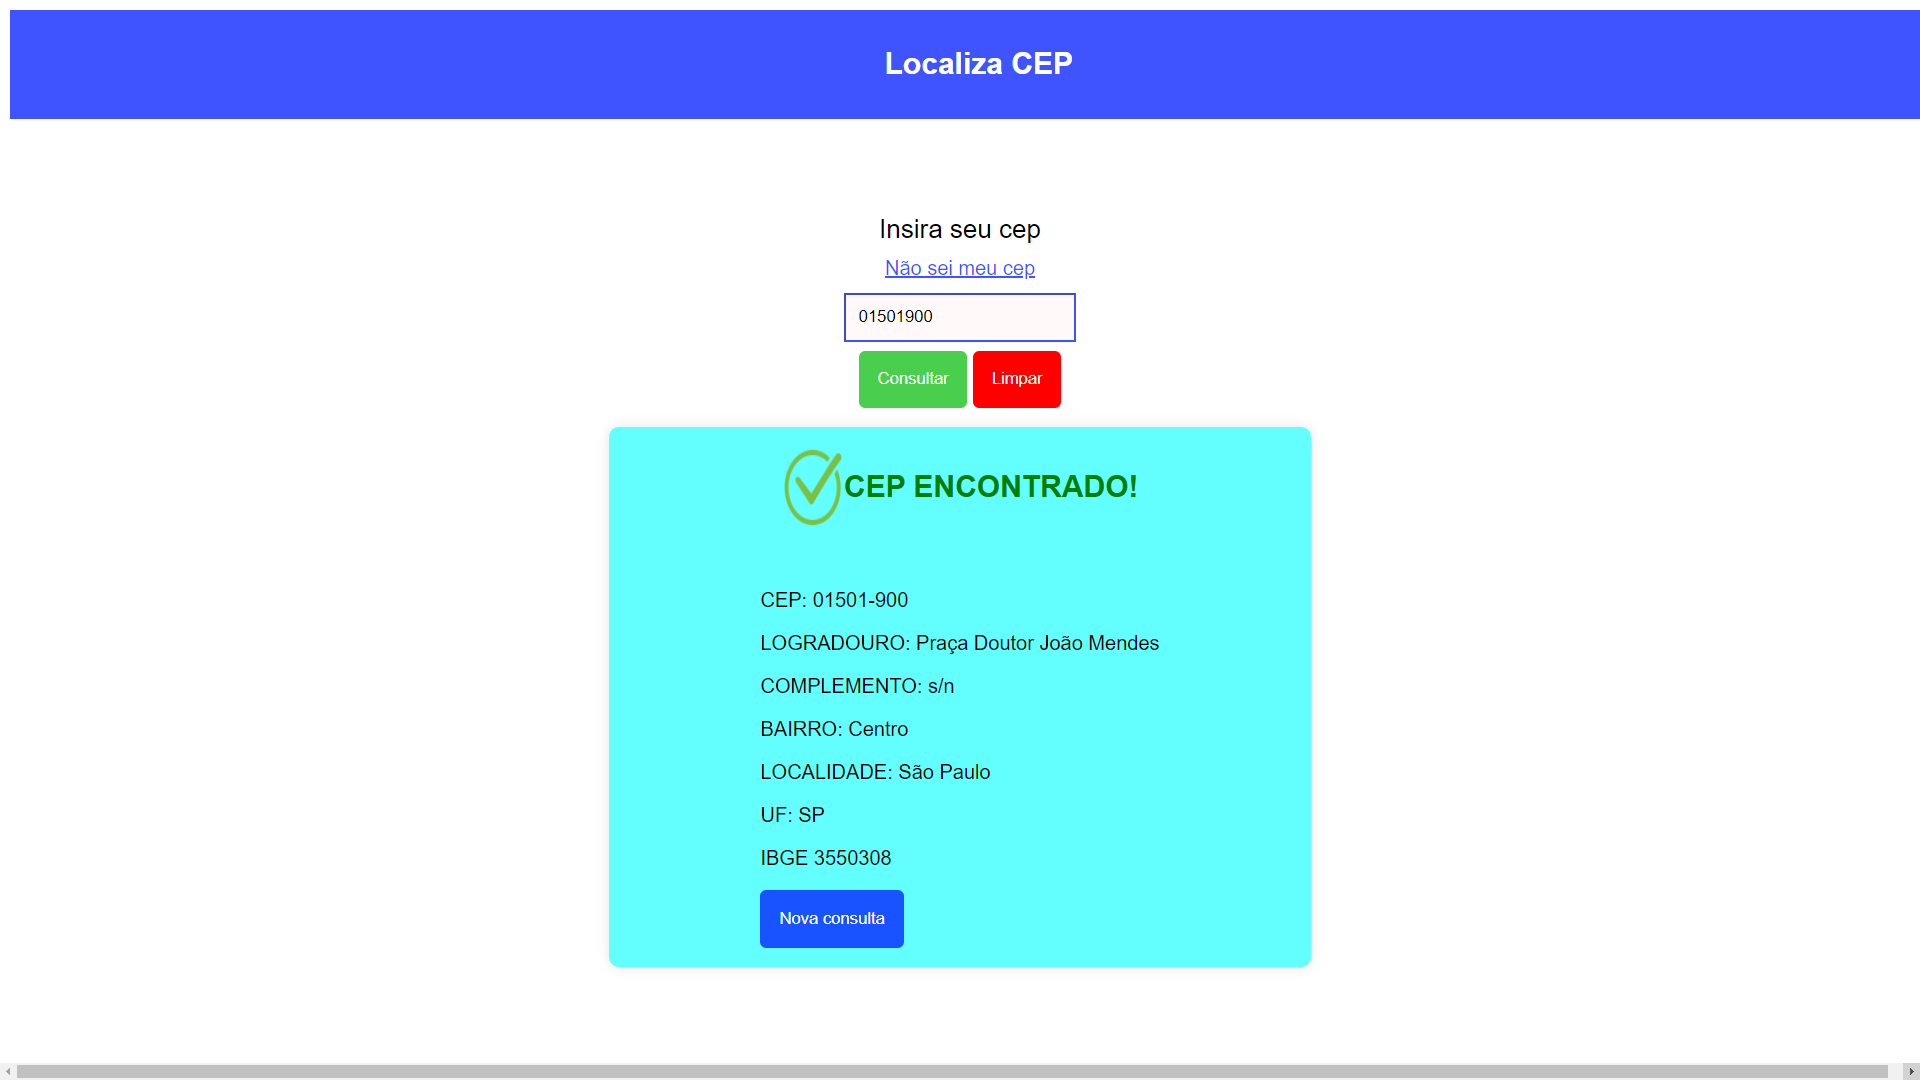 Localiza CEP
Insira seu cep
Não sei meu cep
01501900
Consultar Limpar
CEP ENCONTRADO!
CEP: 01501-900
LOGRADOURO: Praça Doutor João Mendes
COMPLEMENTO: s/n
BAIRRO: Centro
LOCALIDADE: São Paulo
UF: SP
IBGE 3550308
Nova consulta